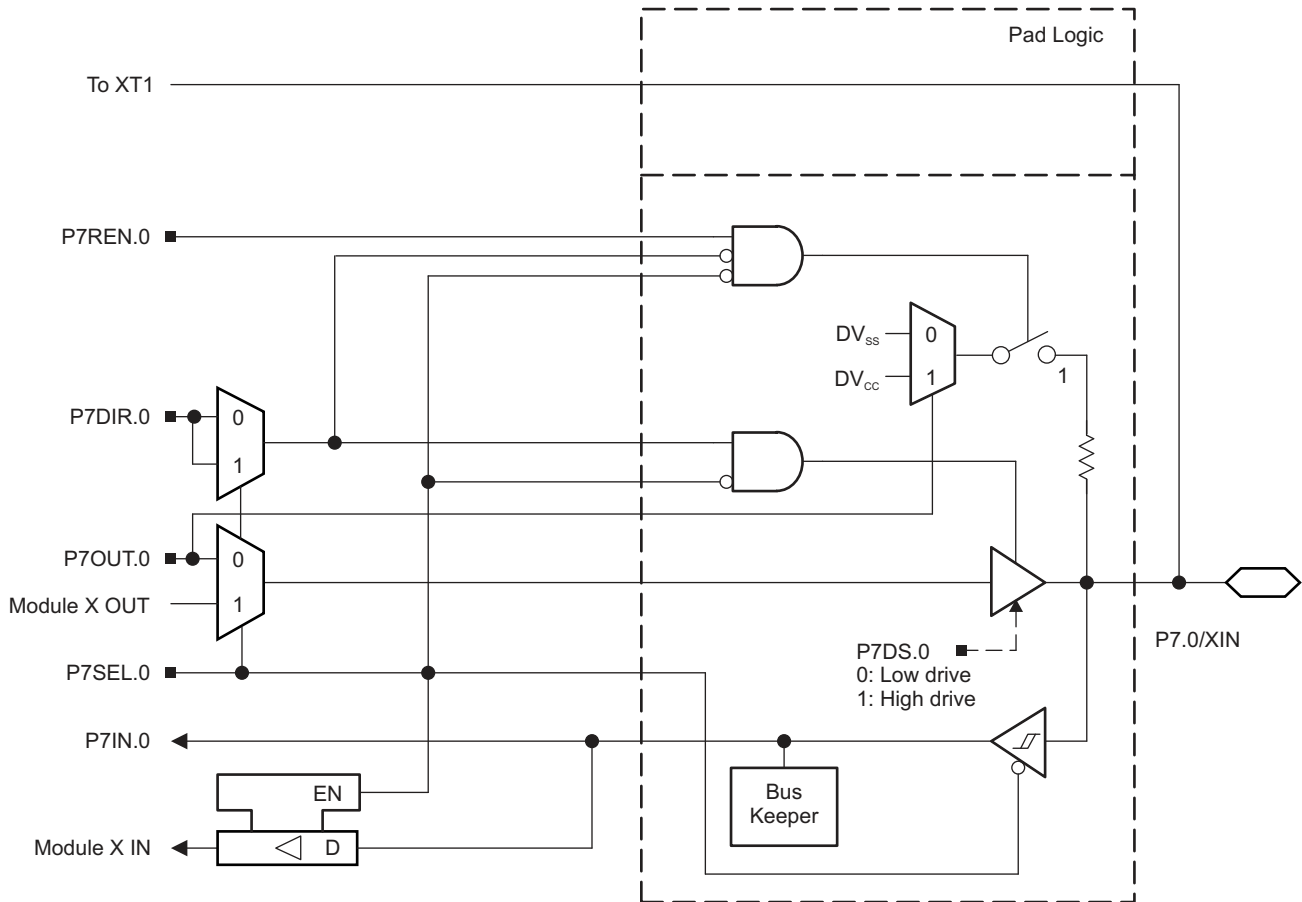 Pad Logic
To XT1
P7REN.0
DVSS
0
DVCC
1
1
P7DIR.0
0
1
P7OUT.0
0
Module X OUT
1
P7SEL.0
P7DS.0
0: Low drive
1: High drive
P7.0/XIN
P7IN.0
EN
Bus
Keeper
Module X IN
D